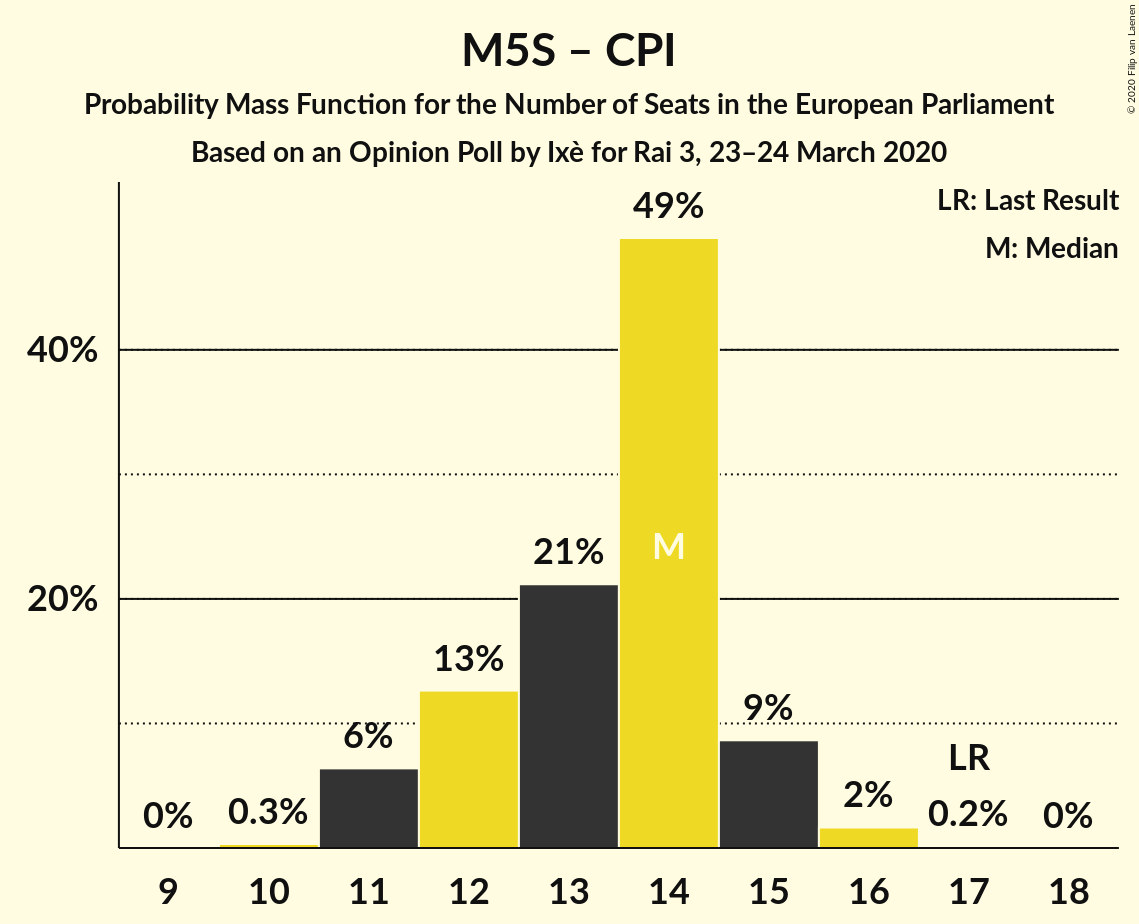 M5S – CPI
Probability Mass Function for the Number of Seats in the European Parliament
Based on an Opinion Poll by Ixè for Rai 3, 23–24 March 2020
© 2020 Filip van Laenen
LR: Last Result
M: Median
49%
40%
M
21%
20%
13%
9%
6%
LR
2%
0%
0.3%
0.2%
0%
9 10 11 12 13 14 15 16 17 18